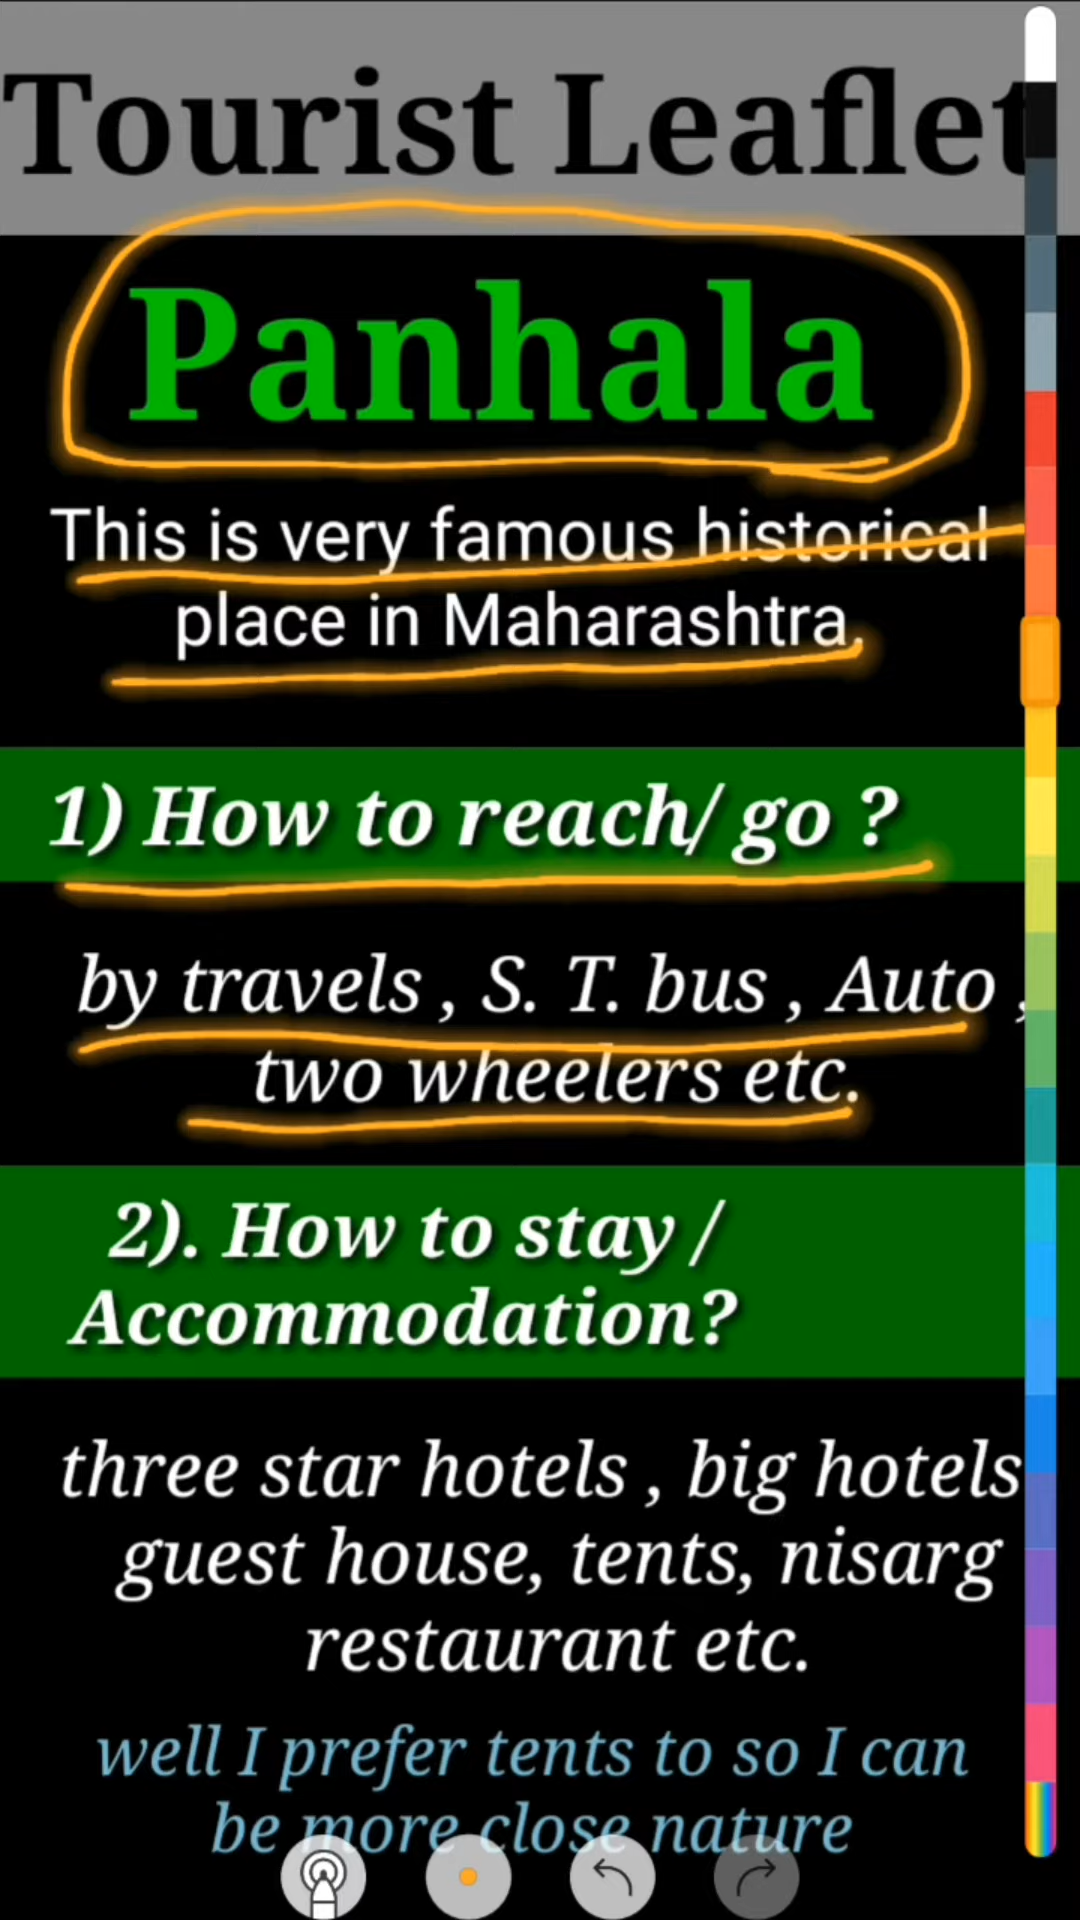 Tourist Leaflet
Panhala
This is very famous historical
place in Maharashtra.
1) How to reach/ go ?
by travels , S. T. bus , Auto ,
two wheelers etc.
2). How to stay /
Accommodation?
three star hotels , big hotels
guest house, tents, nisarg
restaurant etc.
well I prefer tents to so I can
be more close nature